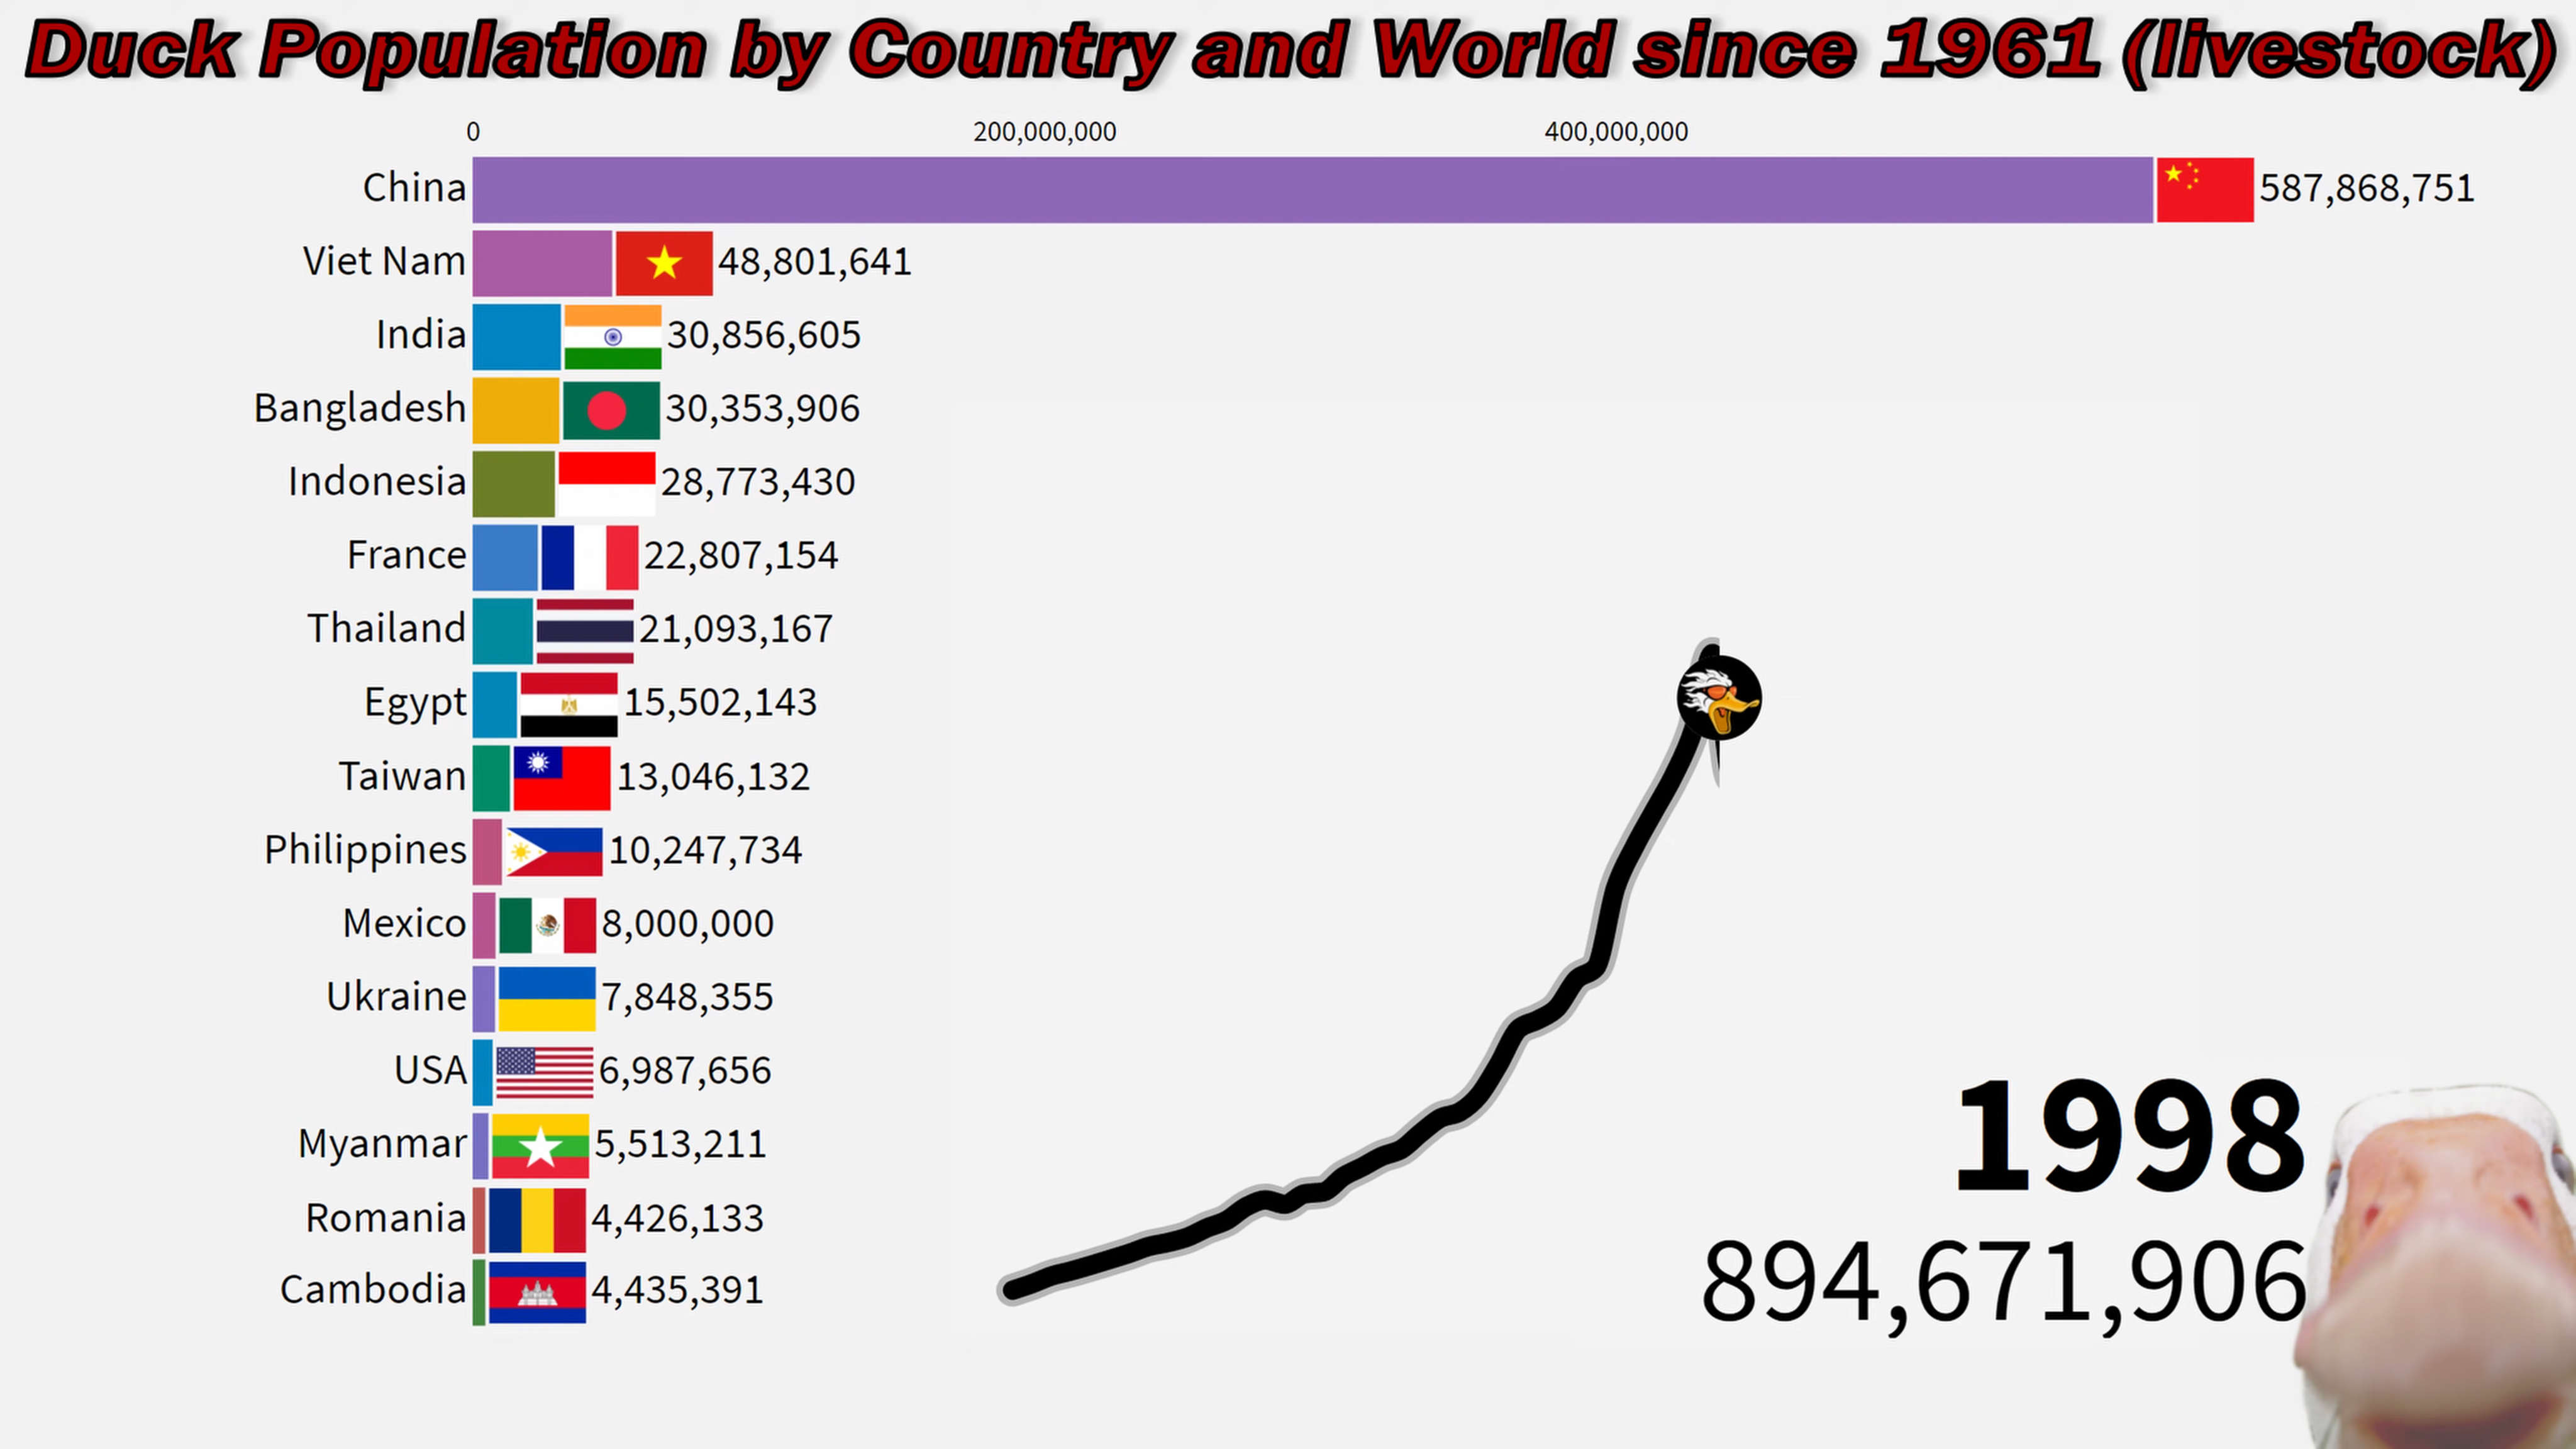 Duck Population by Country and World since 1961 (livestock)
0 200,000,000 400,000,000
China 587,868,751
Viet Nam 48,801,641
India 30,856,605
Bangladesh 30,353,906
Indonesia 28,773,430
France 22,807,154
Thailand 21,093,167
Egypt 15,502,143
Taiwan 13,046,132
Philippines 10,247,734
Mexico 8,000,000
Ukraine 7,848,355
USA 6,987,656
Myanmar 5,513,211
Romania 4,426,133
Cambodia 4,435,391
1998
894,671,906